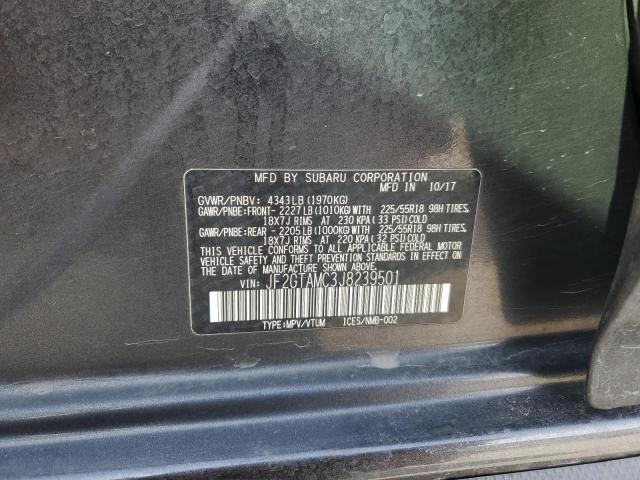 MFD BY SUBARU CORPORATION
MFD IN 10/17
GVWR/PNBV: 4343LB (1970KG)
GAWR/PNBE:FRONT- 2227LB (1010KG)WITH 225/55R18 98H TIRES,
18X7J RIMS AT 230 KPA (33 PSI)COLD
GAWR/PNBE:REAR - 2205LB (1000KG)WITH 225/55R18 98H TIRES,
18X7J RIMS AT 220 KPA (32 PSI)COLD
THIS VEHICLE CONFORMS TO ALL APPLICABLE FEDERAL MOTOR
VEHICLE SAFETY AND THEFT PREVENTION STANDARDS IN EFFECT
ON THE DATE OF MANUFACTURE SHOWN ABOVE.
VIN: JF2GTAMC3J8239501
TYPE:MPV/VTUM ICES/NMB-002